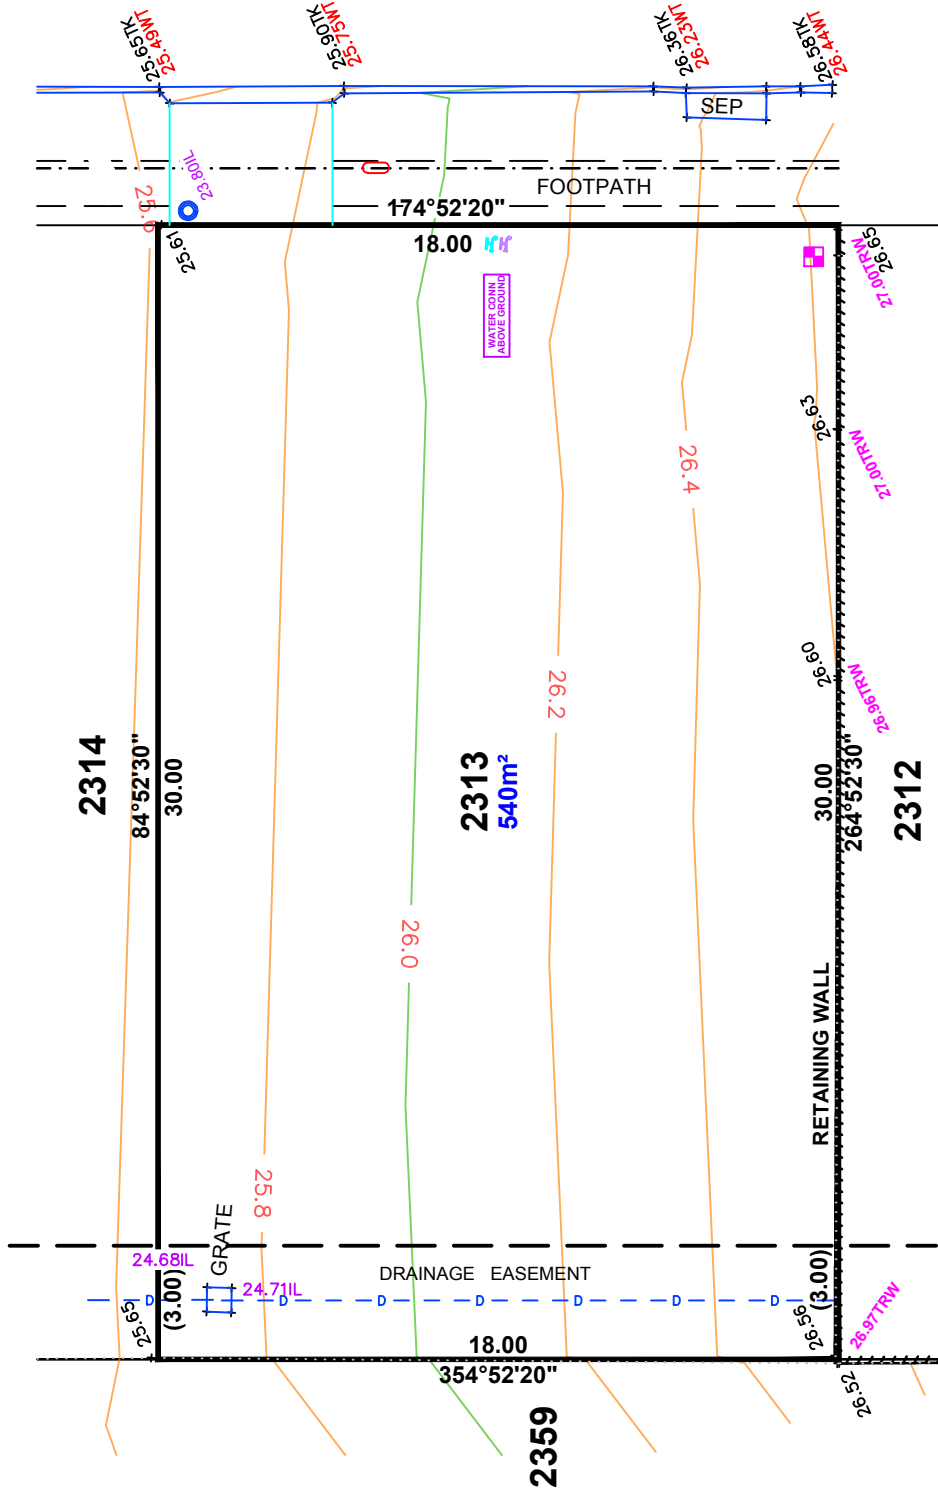 25.65TK
25.49WT
25.90TK
25.75WT
26.36TK
26.23WT
26.58TK
26.44WT
SEP
23.80IL
FOOTPATH
25.6
174°52'20"
25.61
18.00
26.65
27.00TRW
WATER CONN
ABOVE GROUND
26.63
27.00TRW
26.4
26.60
26.96TRW
26.2
2314
84°52'30"
30.00
2313
540m²
30.00
264°52'30"
2312
26.0
RETAINING WALL
25.8
GRATE
24.68IL
DRAINAGE EASEMENT
24.71IL
(3.00)
(3.00)
D D D D D D D
25.65
26.56
26.97TRW
18.00
354°52'20"
26.52
2359